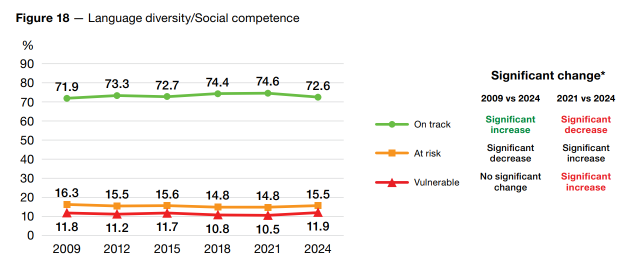 Figure 18 — Language diversity/Social competence
%
90
80
70
60
50
40
30
20
10
0
71.9 73.3 72.7 74.4 74.6 72.6
16.3 15.5 15.6 14.8 14.8 15.5
11.8 11.2 11.7 10.8 10.5 11.9
2009 2012 2015 2018 2021 2024
Significant change*
2009 vs 2024 2021 vs 2024
On track Significant increase Significant decrease
At risk Significant decrease Significant increase
Vulnerable No significant change Significant increase